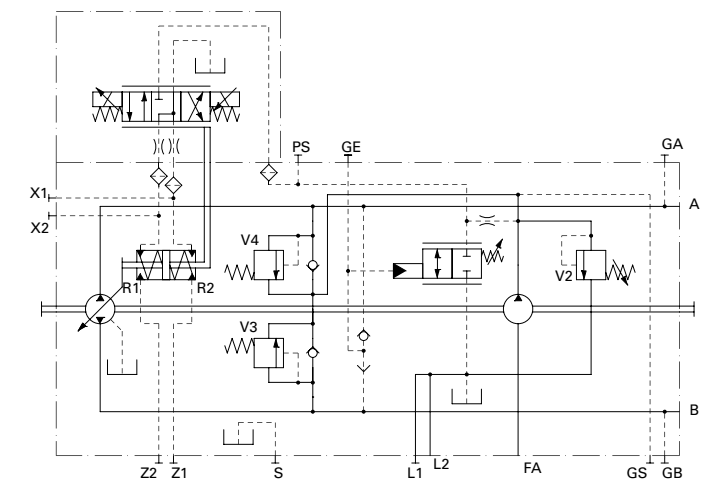 PS GE GA
X1
A
X2
V4
V2
R1 R2
V3
B
Z2 Z1 S L1 L2 FA GS GB